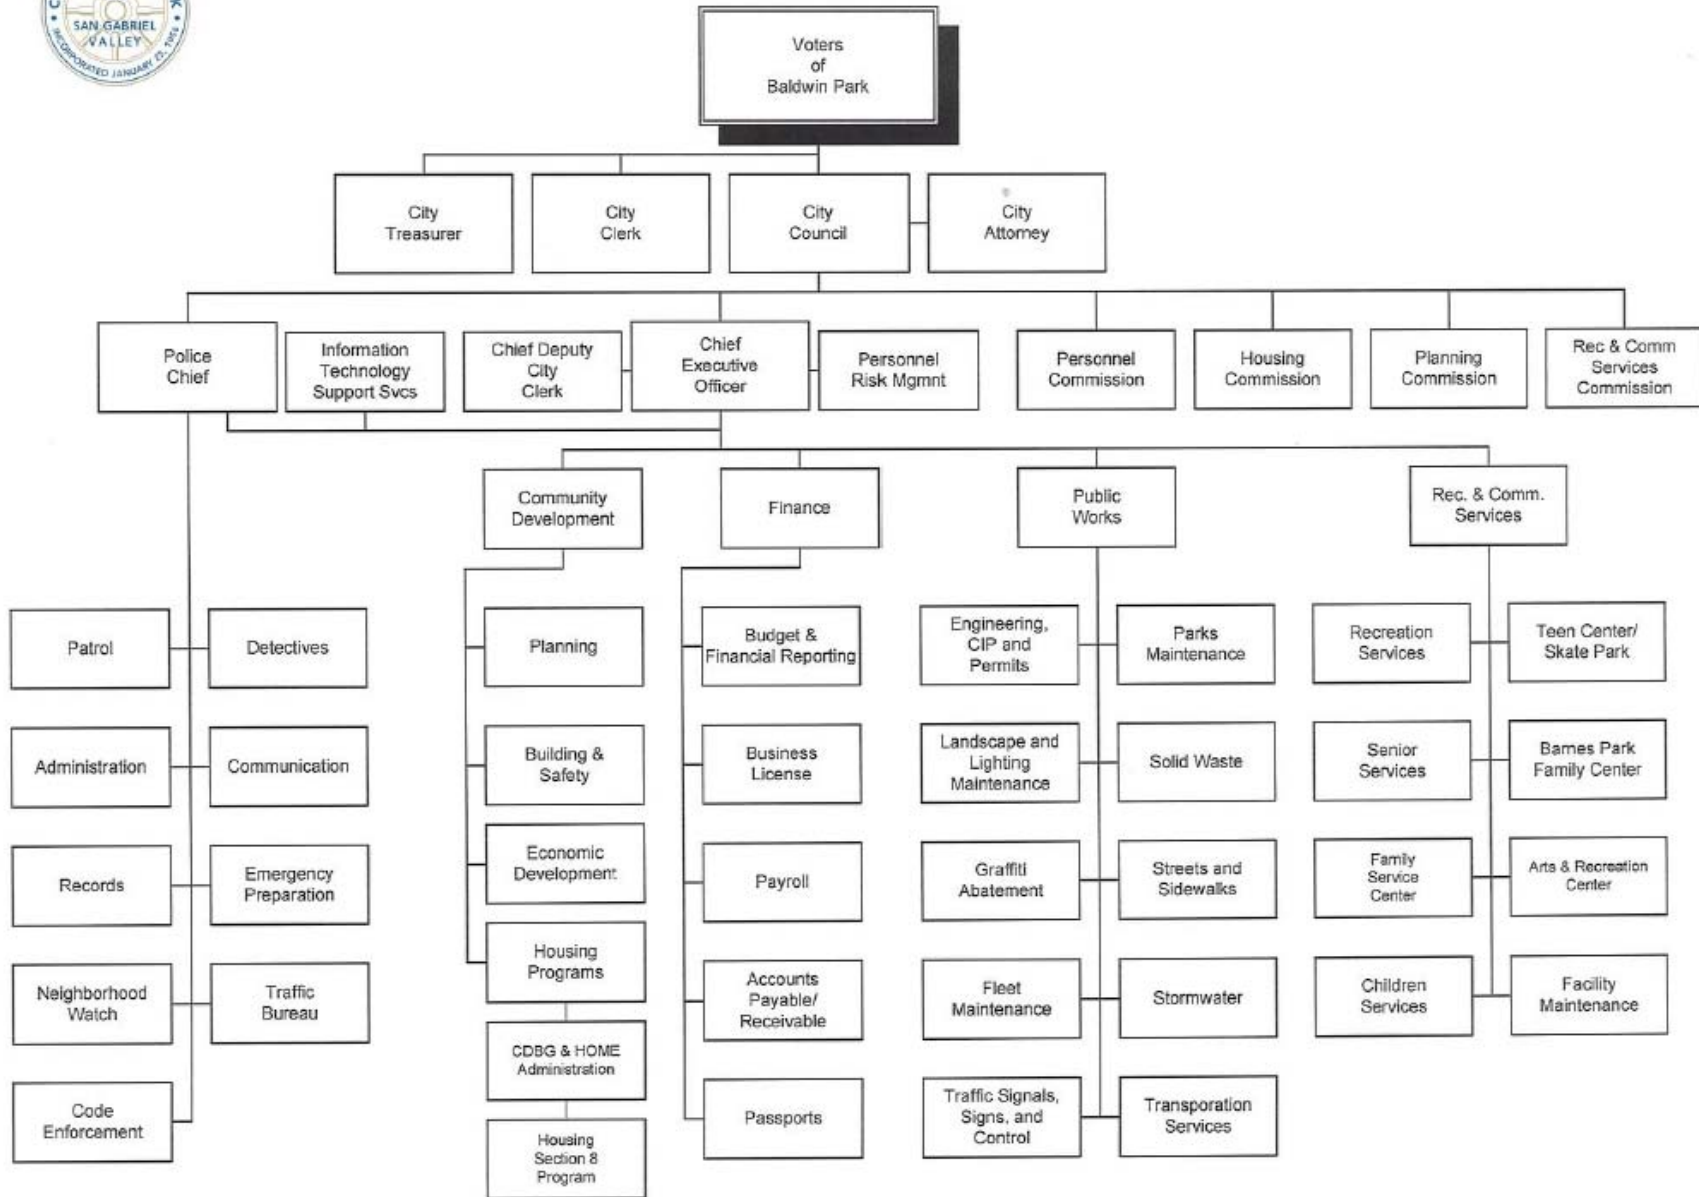 SAN GABRIEL
VALLEY
INCORPORATED JANUARY 25, 1956
Voters
of
Baldwin Park
City
Treasurer
City
Clerk
City
Council
City
Attorney
Police
Chief
Information
Technology
Support Svcs
Chief Deputy
City
Clerk
Chief
Executive
Officer
Personnel
Risk Mgmnt
Personnel
Commission
Housing
Commission
Planning
Commission
Rec & Comm
Services
Commission
Community
Development
Finance
Public
Works
Rec. & Comm.
Services
Patrol
Detectives
Administration
Communication
Records
Emergency
Preparation
Neighborhood
Watch
Traffic
Bureau
Code
Enforcement
Planning
Building &
Safety
Economic
Development
Housing
Programs
CDBG & HOME
Administration
Housing
Section 8
Program
Budget &
Financial Reporting
Business
License
Payroll
Accounts
Payable/
Receivable
Passports
Engineering,
CIP and
Permits
Parks
Maintenance
Landscape and
Lighting
Maintenance
Solid Waste
Graffiti
Abatement
Streets and
Sidewalks
Fleet
Maintenance
Stormwater
Traffic Signals,
Signs, and
Control
Transporation
Services
Recreation
Services
Teen Center/
Skate Park
Senior
Services
Barnes Park
Family Center
Family
Service
Center
Arts & Recreation
Center
Children
Services
Facility
Maintenance